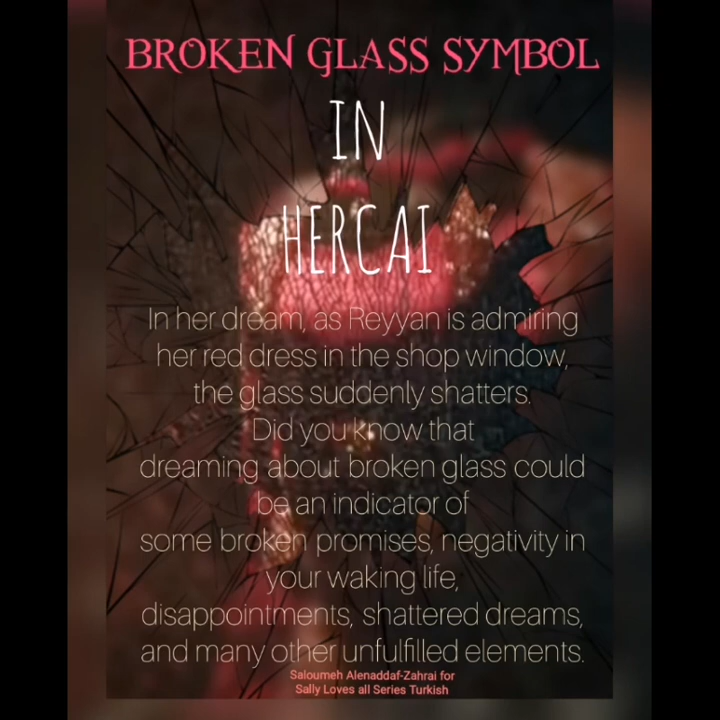 BROKEN GLASS SYMBOL
IN
HERCAI
In her dream, as Reyyan is admiring
her red dress in the shop window,
the glass suddenly shatters.
Did you know that
dreaming about broken glass could
be an indicator of
some broken promises, negativity in
your waking life,
disappointments, shattered dreams,
and many other unfulfilled elements.
Saloumeh Alenaddaf-Zahrai for
Sally Loves all Series Turkish